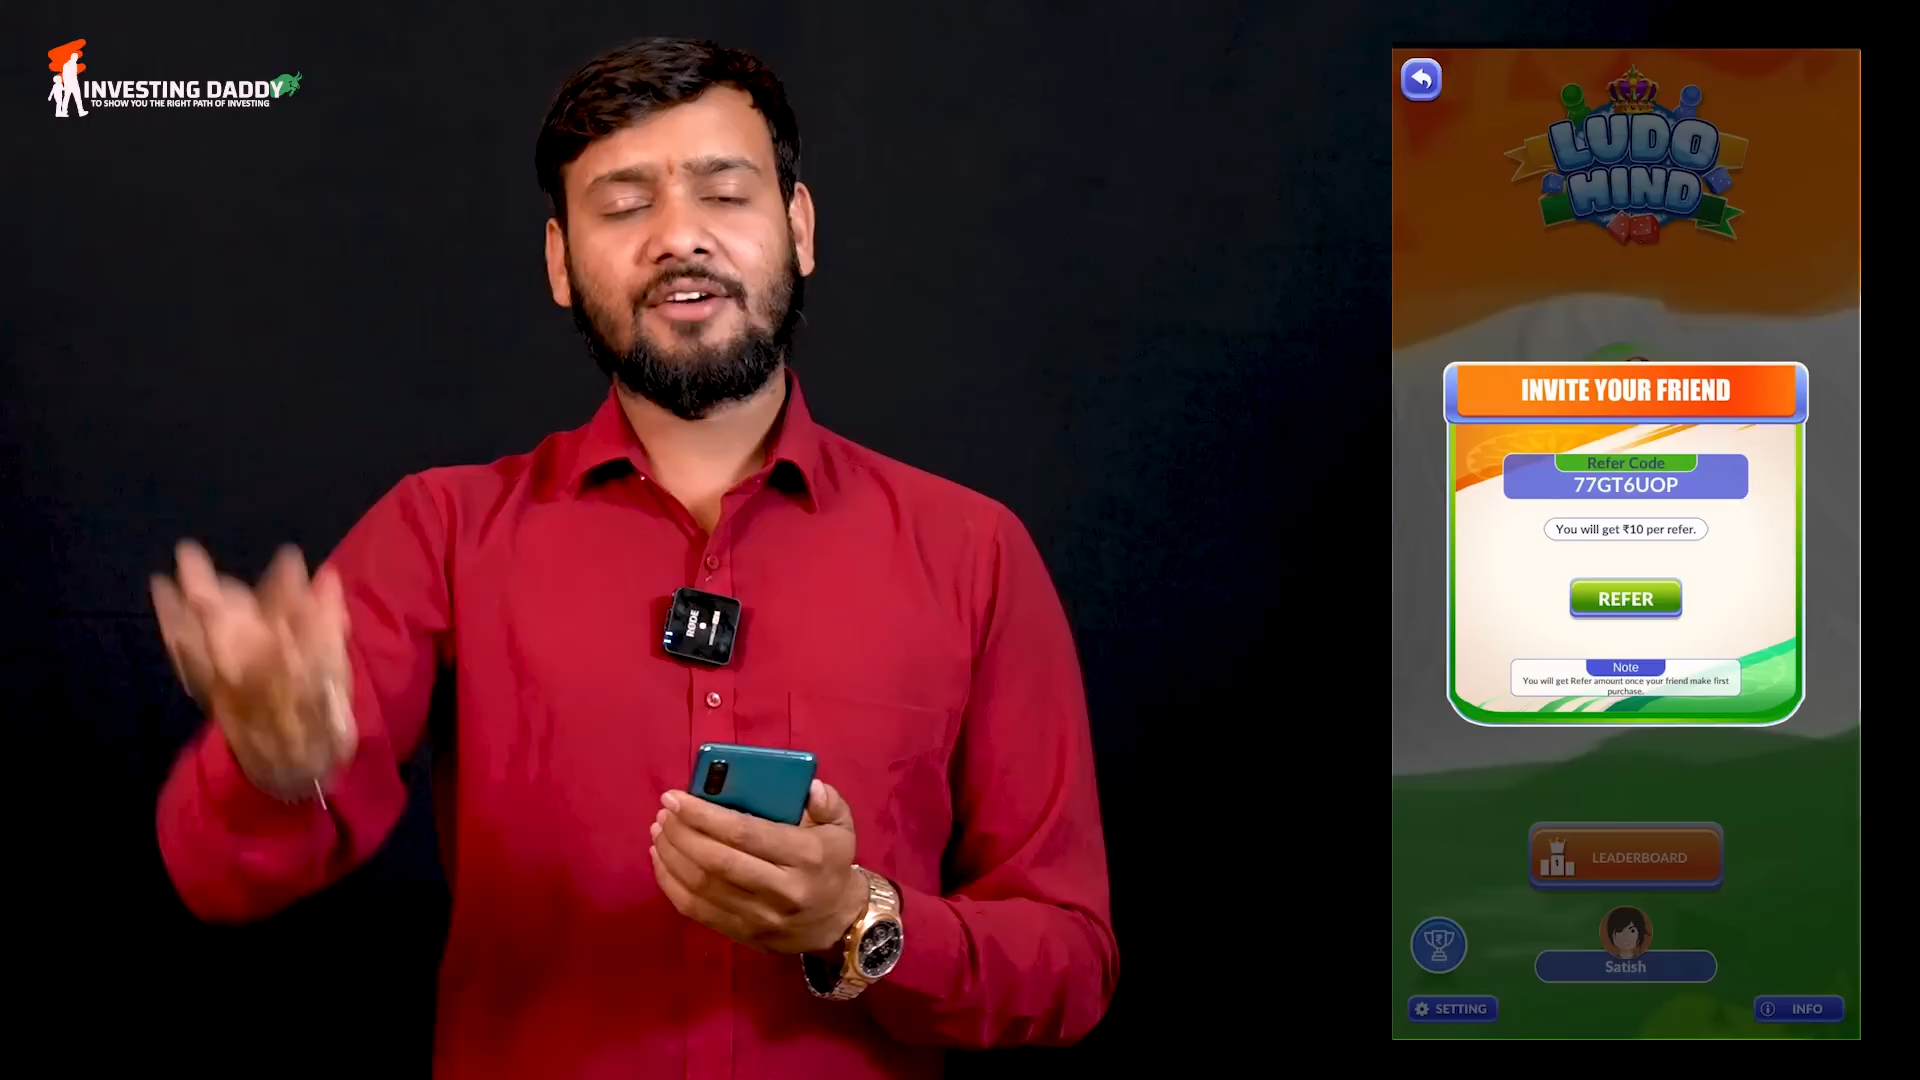 INVESTING DADDY
TO SHOW YOU THE RIGHT PATH OF INVESTING
RODE
LUDO
HIND
INVITE YOUR FRIEND
Refer Code
77GT6UOP
You will get ₹10 per refer.
REFER
Note
You will get Refer amount once your friend make first
purchase.
1
LEADERBOARD
₹
Satish
SETTING
INFO